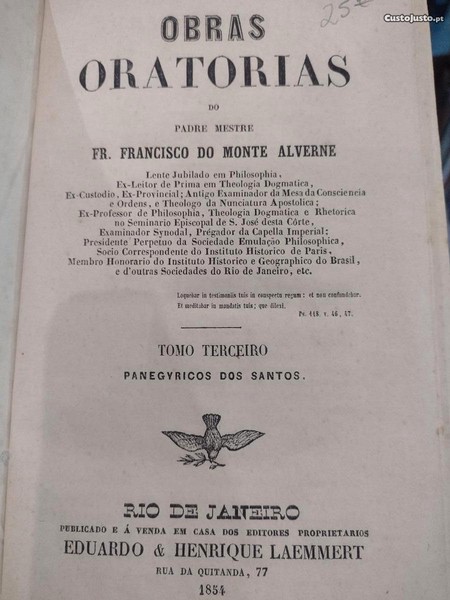 25€
CustoJusto.pt
OBRAS
ORATORIAS
DO
PADRE MESTRE
FR. FRANCISCO DO MONTE ALVERNE
Lente Jubilado em Philosophia,
Ex-Leitor de Prima em Theologia Dogmatica,
Ex-Custodio, Ex-Provincial; Antigo Examinador da Mesa da Consciencia
e Ordens, e Theologo da Nunciatura Apostolica;
Ex-Professor de Philosophia, Theologia Dogmatica e Rhetorica
no Seminario Episcopal de S. José desta Côrte,
Examinador Synodal, Prégador da Capella Imperial;
Presidente Perpetuo da Sociedade Emulação Philosophica,
Socio Correspondente do Instituto Historico de Paris,
Membro Honorario do Instituto Historico e Geographico do Brasil,
e d'outras Sociedades do Rio de Janeiro, etc.
Loquebar in testimoniis tuis in conspectu regum: et non confundebar.
Et meditabar in mandatis tuis; quæ dilexi.
Ps. 118. v. 46, 47.
TOMO TERCEIRO
PANEGYRICOS DOS SANTOS.
RIO DE JANEIRO
PUBLICADO E Á VENDA EM CASA DOS EDITORES PROPRIETARIOS
EDUARDO & HENRIQUE LAEMMERT
RUA DA QUITANDA, 77
1854